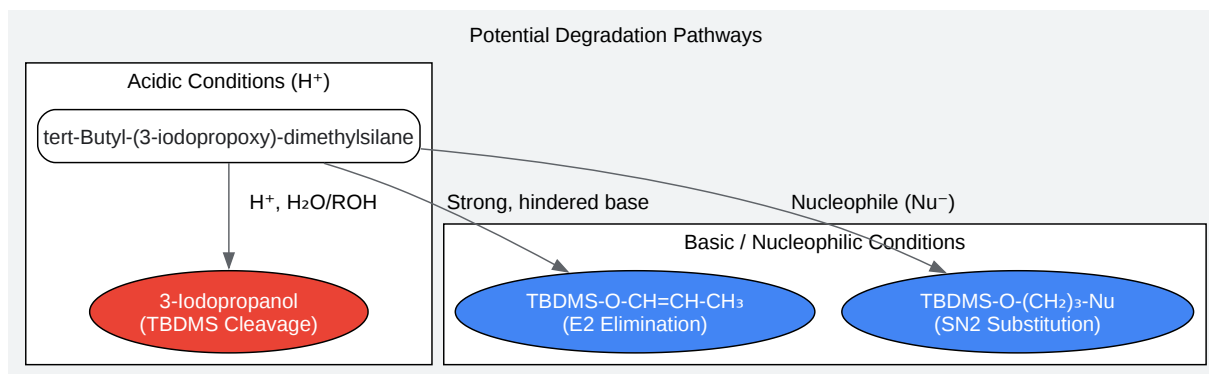 Potential Degradation Pathways
Acidic Conditions (H⁺)
tert-Butyl-(3-iodopropoxy)-dimethylsilane
H⁺, H₂O/ROH
Strong, hindered base
Nucleophile (Nu⁻)
Basic / Nucleophilic Conditions
3-Iodopropanol
(TBDMS Cleavage)
TBDMS-O-CH=CH-CH₃
(E2 Elimination)
TBDMS-O-(CH₂)₃-Nu
(SN2 Substitution)